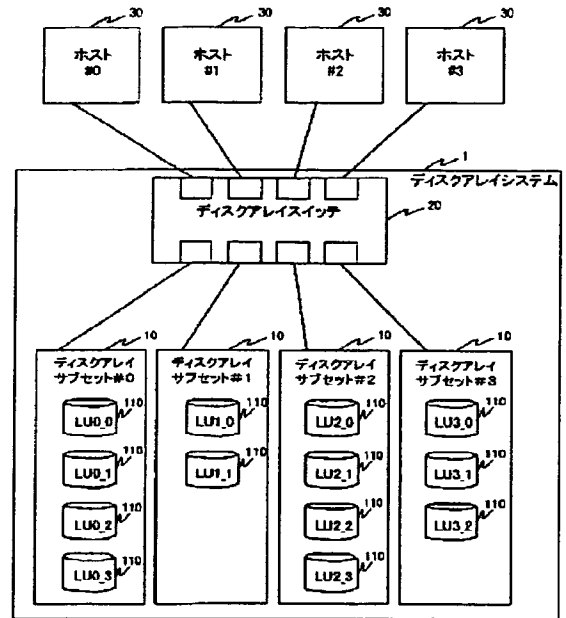 30 30 30 30
ホスト ホスト ホスト ホスト
#0 #1 #2 #3
1
ディスクアレイシステム
ディスクアレイスイッチ
20
10 10 10 10
ディスクアレイ ディスクアレイ ディスクアレイ ディスクアレイ
サブセット#0 サブセット#1 サブセット#2 サブセット#3
110 110 110 110
LU0_0 LU1_0 LU2_0 LU3_0
110 110 110 110
LU0_1 LU1_1 LU2_1 LU3_1
110 110 110
LU0_2 LU2_2 LU3_2
110 110
LU0_3 LU2_3